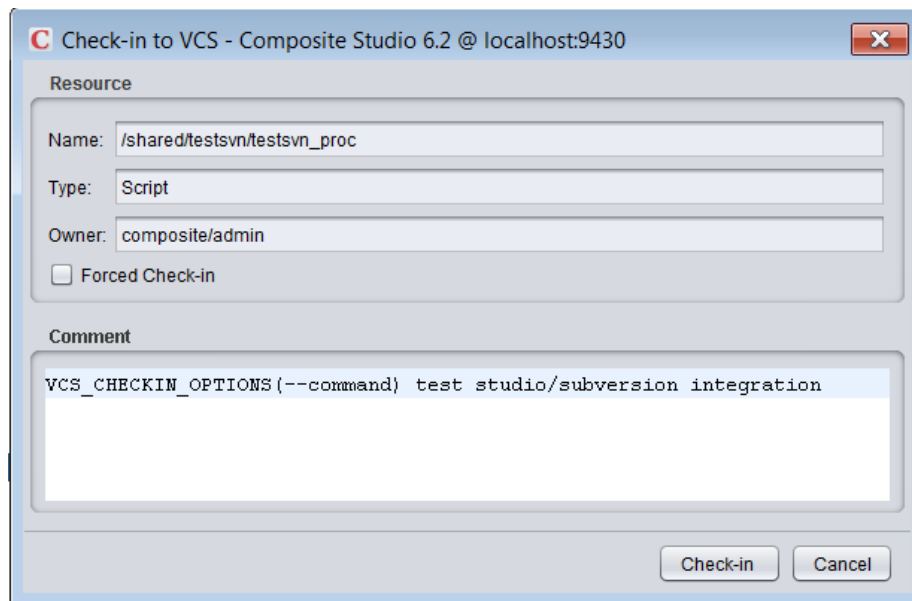 C Check-in to VCS - Composite Studio 6.2 @ localhost:9430
Resource
Name: /shared/testsvn/testsvn_proc
Type: Script
Owner: composite/admin
Forced Check-in
Comment
VCS_CHECKIN_OPTIONS(--command) test studio/subversion integration
Check-in Cancel